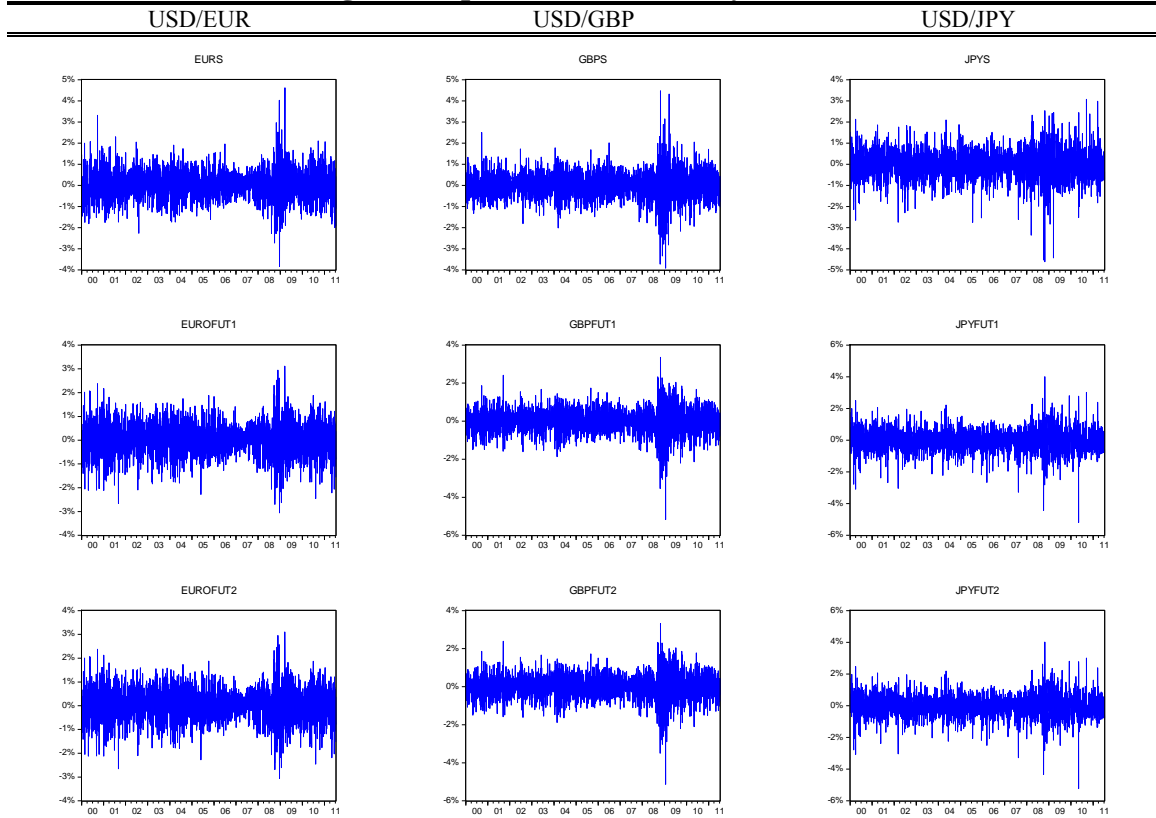 USD/EUR USD/GBP USD/JPY
EURS GBPS JPYS
5% 5% 4%
4% 4% 3%
3% 3% 2%
2% 2% 1%
1% 1% 0%
0% 0% -1%
-1% -1% -2%
-2% -2% -3%
-3% -3% -4%
-4% -4% -5%
00 01 02 03 04 05 06 07 08 09 10 11 00 01 02 03 04 05 06 07 08 09 10 11 00 01 02 03 04 05 06 07 08 09 10 11
EUROFUT1 GBPFUT1 JPYFUT1
4% 4% 6%
3%
2% 2% 4%
1%
0% 0% 2%
-1% -2% 0%
-2% -2%
-3% -4% -4%
-4% -6% -6%
00 01 02 03 04 05 06 07 08 09 10 11 00 01 02 03 04 05 06 07 08 09 10 11 00 01 02 03 04 05 06 07 08 09 10 11
EUROFUT2 GBPFUT2 JPYFUT2
4% 4% 6%
3%
2% 2% 4%
1%
0% 0% 2%
-1% -2% 0%
-2% -2%
-3% -4% -4%
-4% -6% -6%
00 01 02 03 04 05 06 07 08 09 10 11 00 01 02 03 04 05 06 07 08 09 10 11 00 01 02 03 04 05 06 07 08 09 10 11